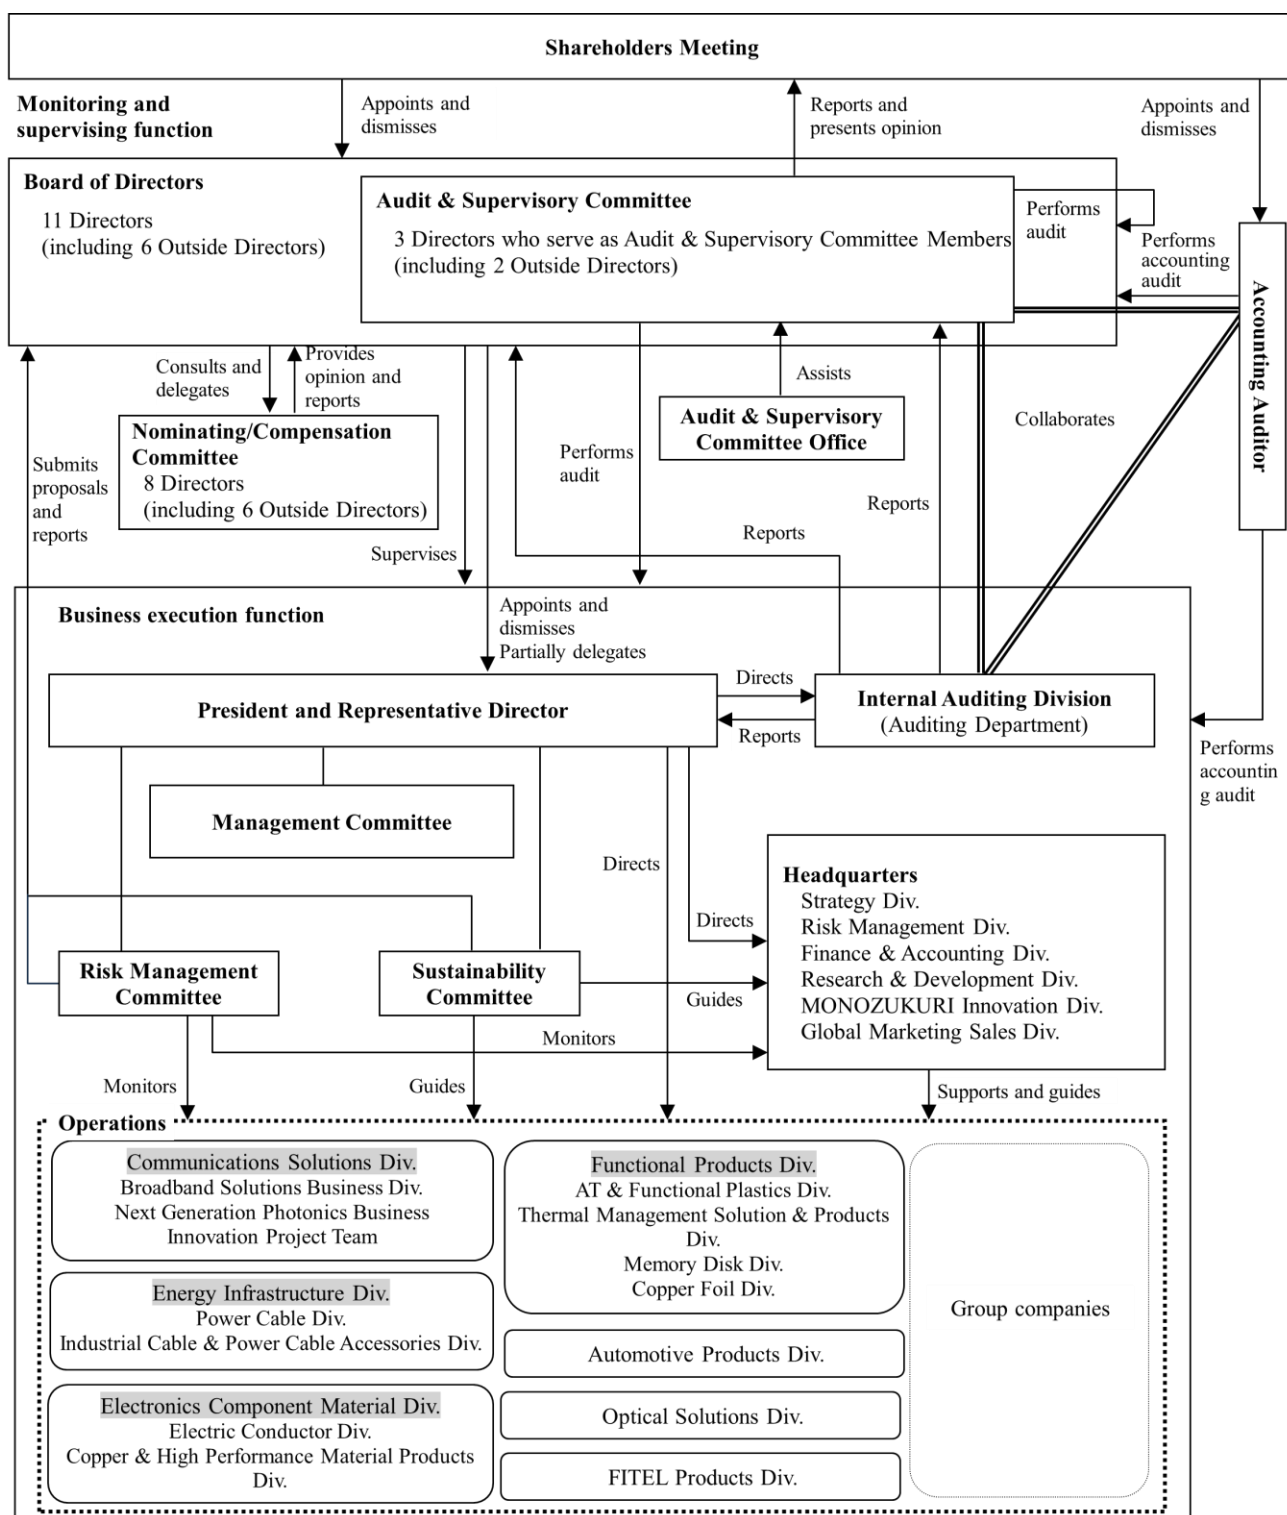 Shareholders Meeting
Monitoring and
supervising function
Appoints and
dismisses
Reports and
presents opinion
Appoints and
dismisses
Board of Directors
11 Directors
(including 6 Outside Directors)
Audit & Supervisory Committee
3 Directors who serve as Audit & Supervisory Committee Members
(including 2 Outside Directors)
Performs
audit
Performs
accounting
audit
Accounting Auditor
Consults and
delegates
Provides
opinion and
reports
Assists
Audit & Supervisory
Committee Office
Collaborates
Nominating/Compensation
Committee
8 Directors
(including 6 Outside Directors)
Submits
proposals
and
reports
Performs
audit
Reports
Reports
Supervises
Business execution function
Appoints and
dismisses
Partially delegates
President and Representative Director
Directs
Reports
Internal Auditing Division
(Auditing Department)
Performs
accountin
g audit
Management Committee
Directs
Directs
Headquarters
Strategy Div.
Risk Management Div.
Finance & Accounting Div.
Research & Development Div.
MONOZUKURI Innovation Div.
Global Marketing Sales Div.
Risk Management
Committee
Sustainability
Committee
Guides
Monitors
Monitors
Guides
Supports and guides
Operations
Communications Solutions Div.
Broadband Solutions Business Div.
Next Generation Photonics Business
Innovation Project Team
Energy Infrastructure Div.
Power Cable Div.
Industrial Cable & Power Cable Accessories Div.
Electronics Component Material Div.
Electric Conductor Div.
Copper & High Performance Material Products
Div.
Functional Products Div.
AT & Functional Plastics Div.
Thermal Management Solution & Products
Div.
Memory Disk Div.
Copper Foil Div.
Automotive Products Div.
Optical Solutions Div.
FITEL Products Div.
Group companies